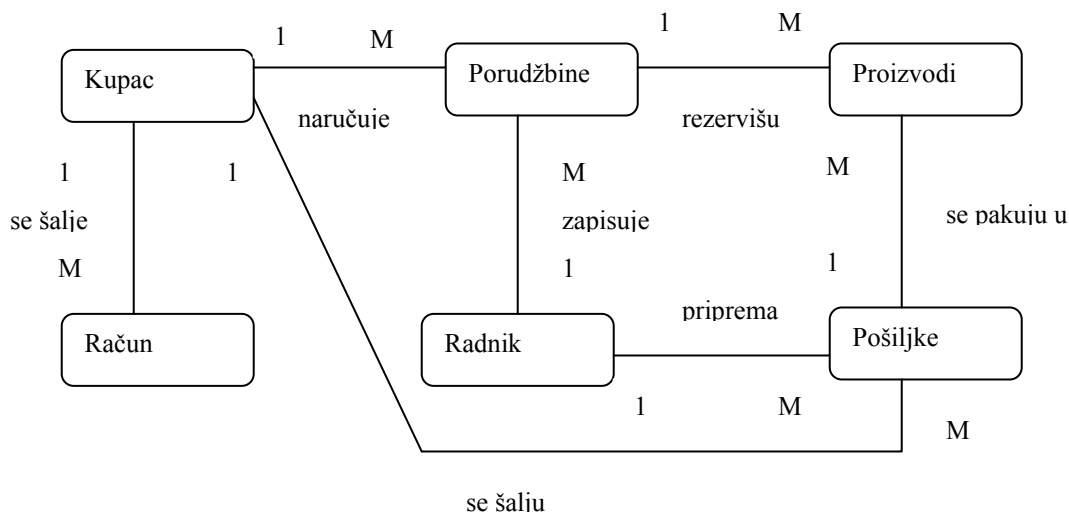 1 M 1 M
Kupac Porudžbine Proizvodi
naručuje rezervišu
1 1 M M
se šalje zapisuje se pakuju u
M 1 1
priprema
Račun Radnik Pošiljke
1 M
M
se šalju